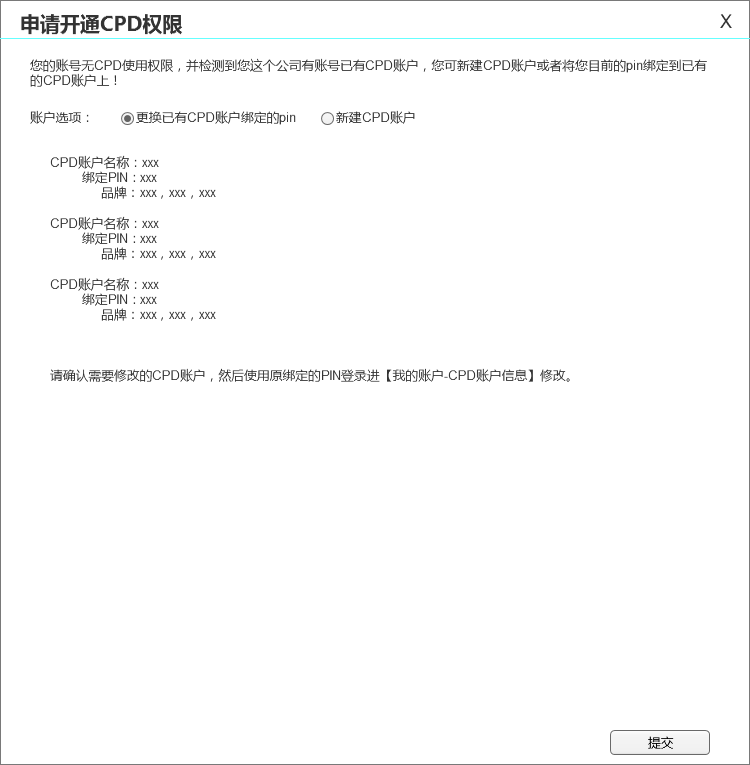 申请开通CPD权限
X
您的账号无CPD使用权限，并检测到您这个公司有账号已有CPD账户，您可新建CPD账户或者将您目前的pin绑定到已有
的CPD账户上！
账户选项： 更换已有CPD账户绑定的pin 新建CPD账户
CPD账户名称：xxx
绑定PIN：xxx
品牌：xxx，xxx，xxx
CPD账户名称：xxx
绑定PIN：xxx
品牌：xxx，xxx，xxx
CPD账户名称：xxx
绑定PIN：xxx
品牌：xxx，xxx，xxx
请确认需要修改的CPD账户，然后使用原绑定的PIN登录进【我的账户-CPD账户信息】修改。
提交